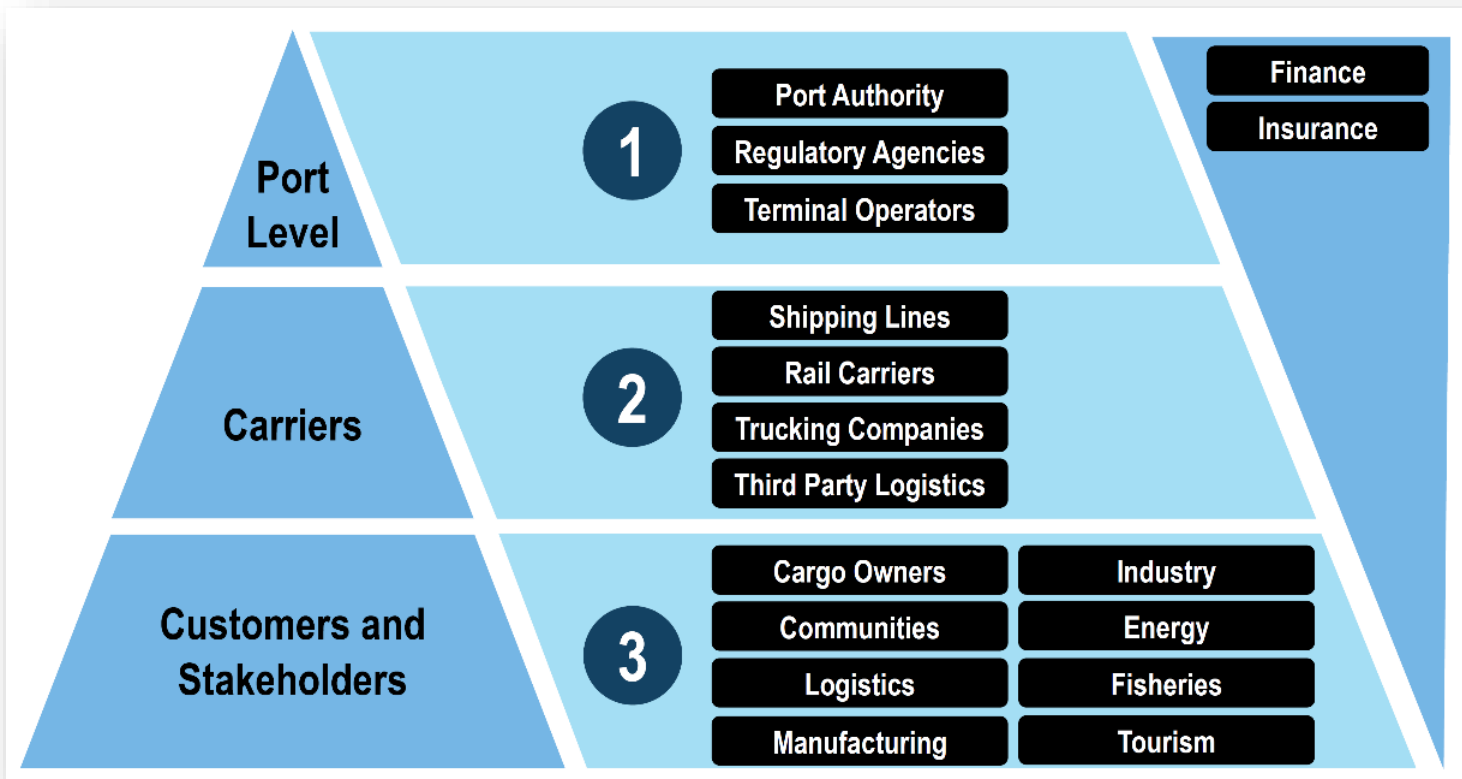 Port
Level
1
Port Authority
Regulatory Agencies
Terminal Operators
Finance
Insurance
Carriers
2
Shipping Lines
Rail Carriers
Trucking Companies
Third Party Logistics
Customers and
Stakeholders
3
Cargo Owners
Industry
Communities
Energy
Logistics
Fisheries
Manufacturing
Tourism